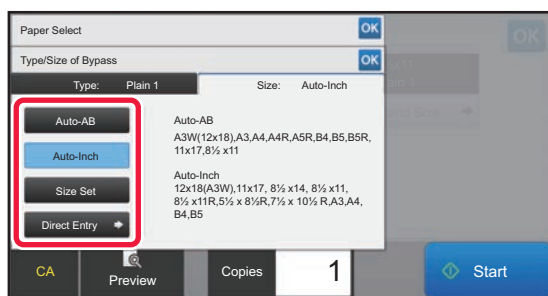 Paper Select
OK
Type/Size of Bypass
OK
Type: Plain 1
Size: Auto-Inch
Auto-AB
Auto-Inch
Size Set
Direct Entry
Auto-AB
A3W(12x18),A3,A4,A4R,A5R,B4,B5,B5R,
11x17,8½ x11
Auto-Inch
12x18(A3W),11x17, 8½ x14, 8½ x11,
8½ x11R,5½ x 8½R,7½ x 10½ R,A3,A4,
B4,B5
OK
CA
Preview
Copies
1
Start